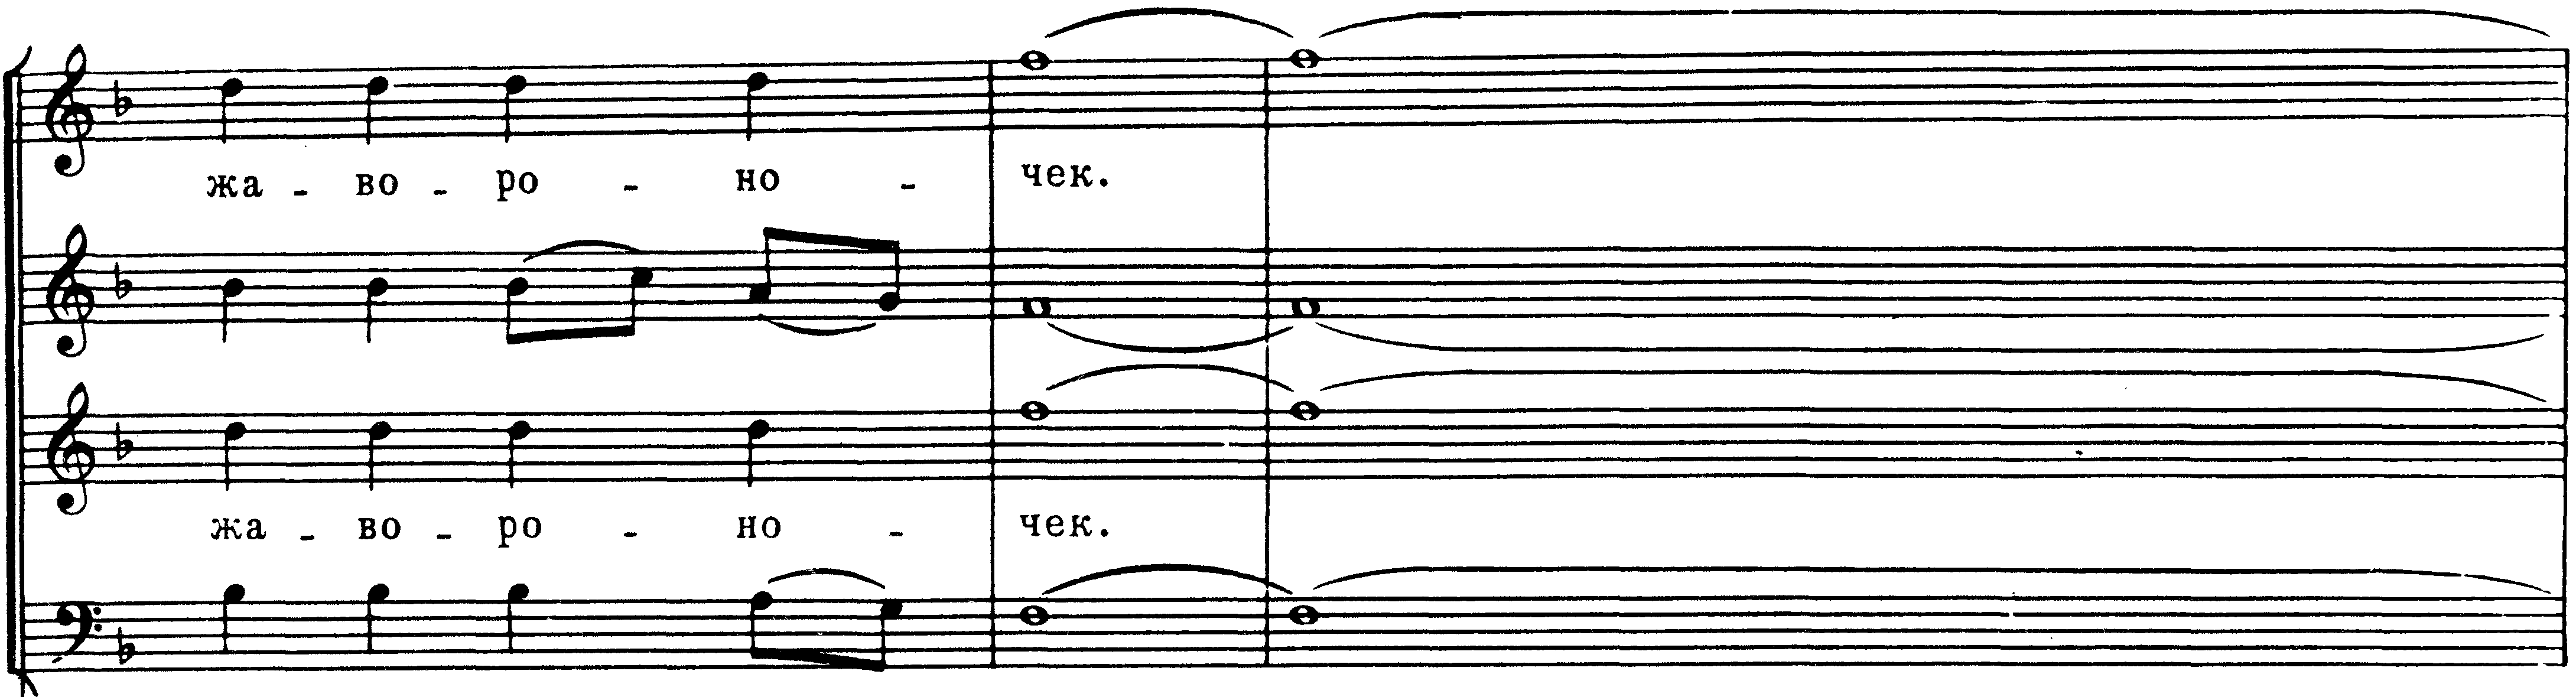 жа - во - ро - но - чек.
жа - во - ро - но - чек.